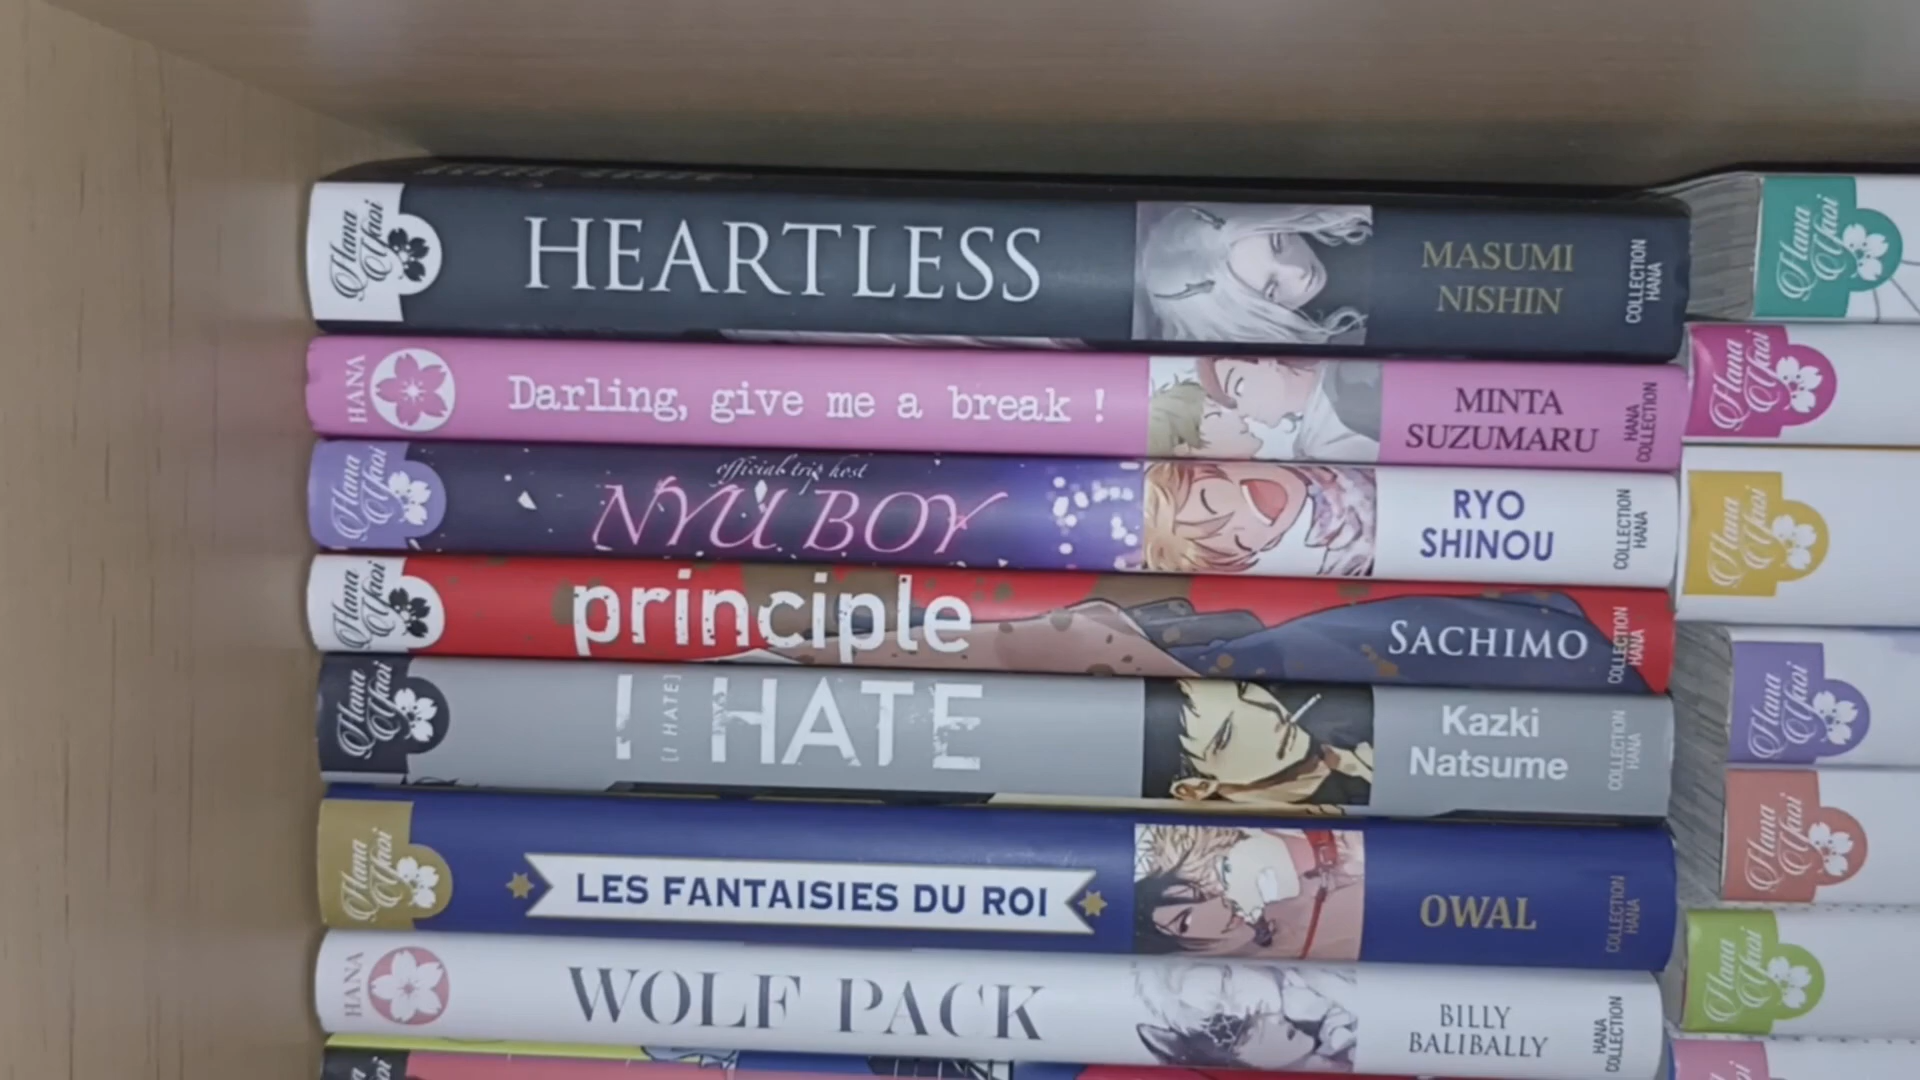 Hana
Yaoi
HEARTLESS
MASUMI
NISHIN
COLLECTION
HANA
HANA
Darling, give me a break !
MINTA
SUZUMARU
HANA
COLLECTION
Hana
Yaoi
official trip host
NYU BOY
RYO
SHINOU
COLLECTION
HANA
Hana
Yaoi
principle
SACHIMO
COLLECTION
HANA
Hana
Yaoi
I [I HATE] HATE
Kazki
Natsume
COLLECTION
HANA
Hana
Yaoi
LES FANTAISIES DU ROI
OWAL
COLLECTION
HANA
HANA
WOLF PACK
BILLY
BALIBALLY
HANA
COLLECTION
Hana
Yaoi
Hana
Yaoi
Hana
Yaoi
Hana
Yaoi
Hana
Yaoi
Hana
Yaoi